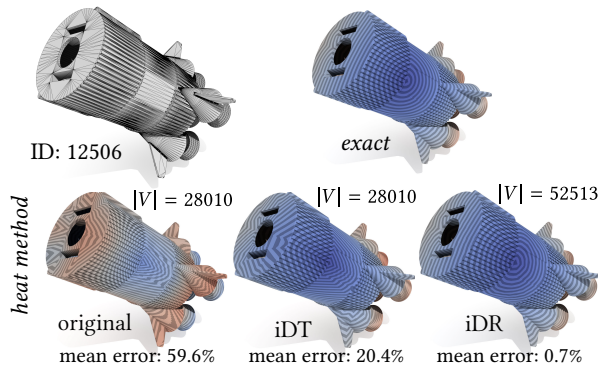 ID: 12506
exact
heat method
|V| = 28010
|V| = 28010
|V| = 52513
original
iDT
iDR
mean error: 59.6%
mean error: 20.4%
mean error: 0.7%